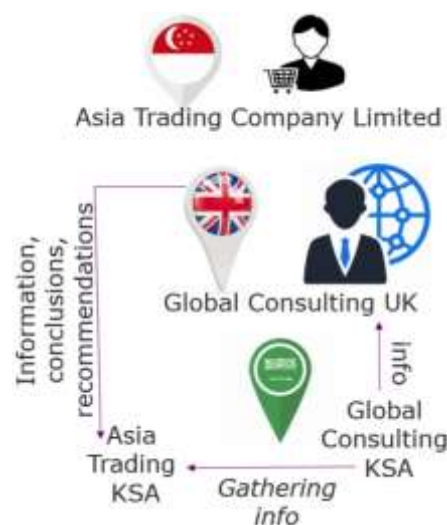 Asia Trading Company Limited
Information,
conclusions,
recommendations
Global Consulting UK
info
Asia
Trading
KSA
Global
Consulting
KSA
Gathering
info